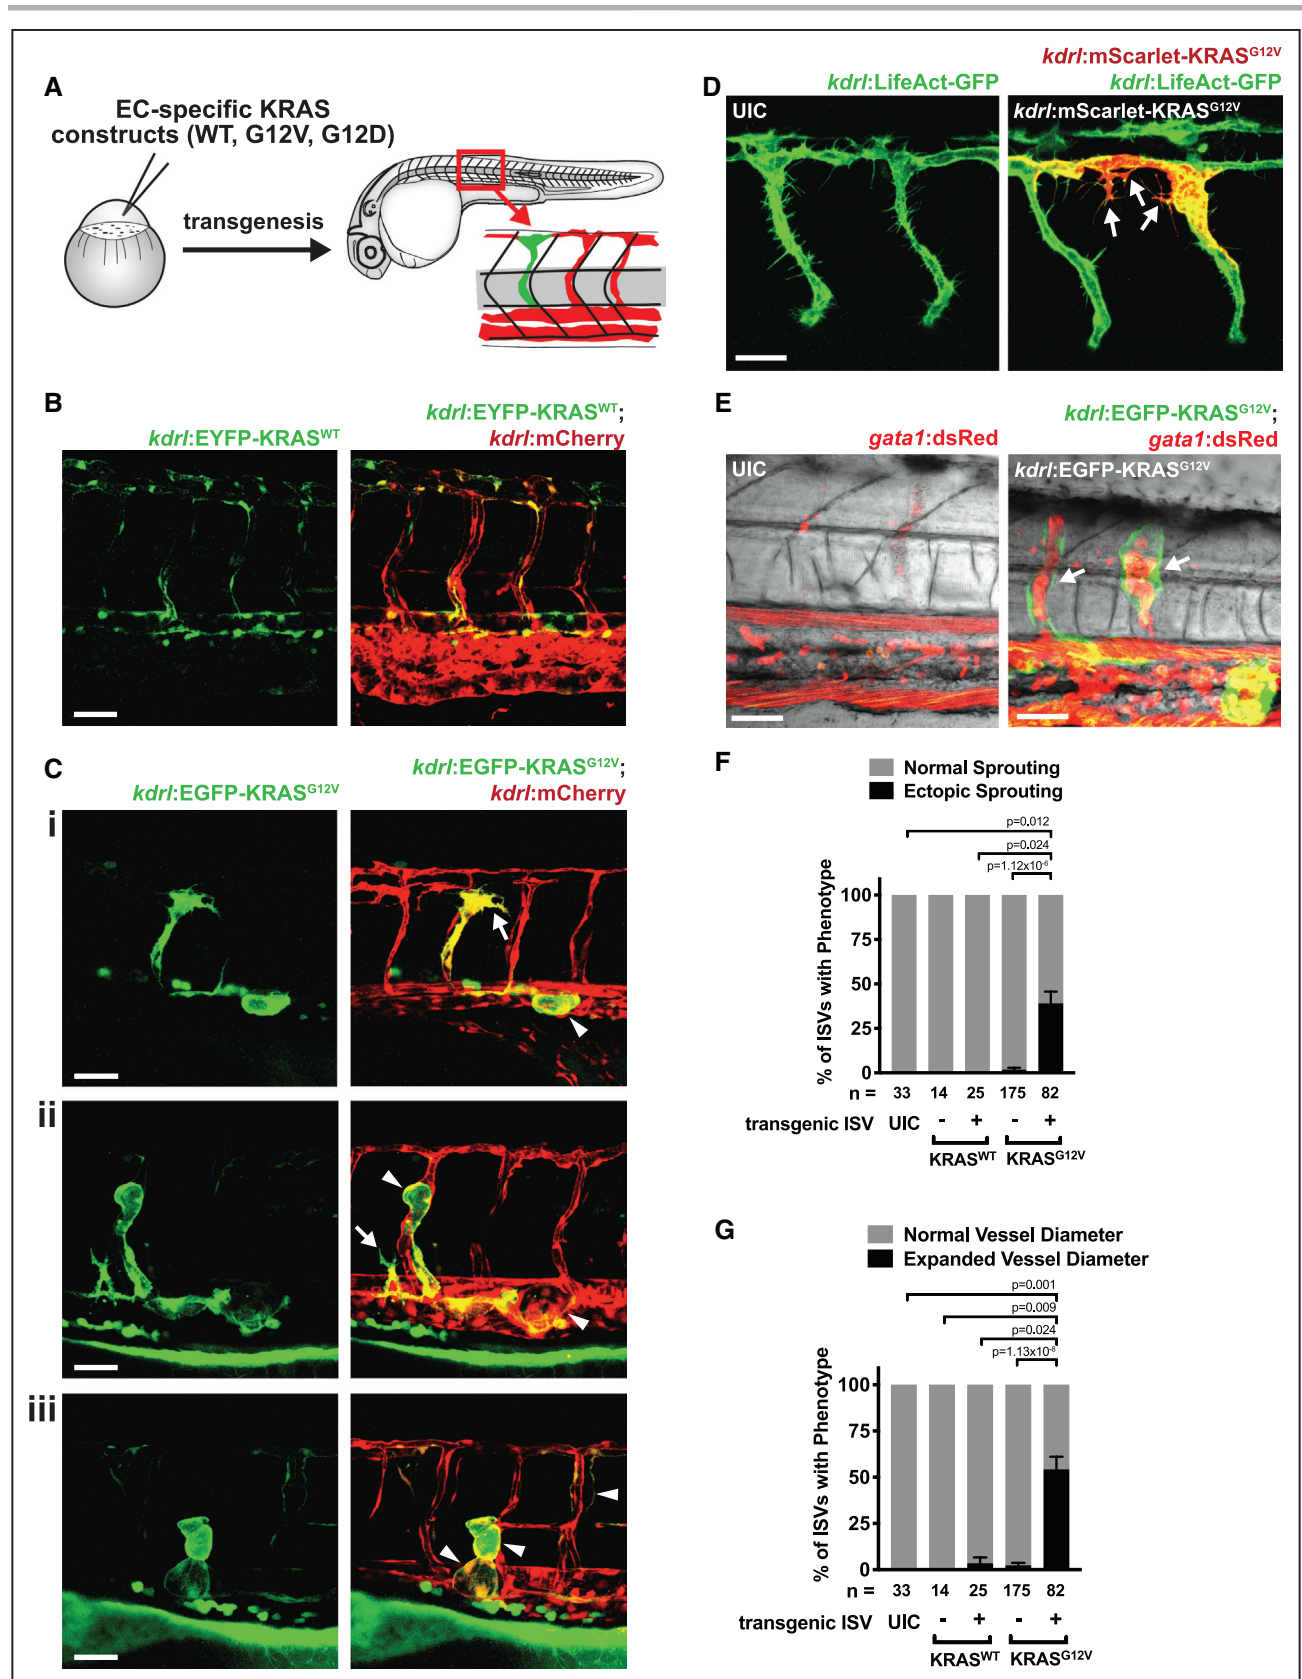 A
EC-specific KRAS
constructs (WT, G12V, G12D)
transgenesis
B
kdrl:EYFP-KRASWT
kdrl:EYFP-KRASWT;
kdrl:mCherry
C
kdrl:EGFP-KRASG12V
kdrl:EGFP-KRASG12V;
kdrl:mCherry
i
ii
iii
D
kdrl:LifeAct-GFP
kdrl:mScarlet-KRASG12V
kdrl:LifeAct-GFP
UIC
kdrl:mScarlet-KRASG12V
E
gata1:dsRed
kdrl:EGFP-KRASG12V;
gata1:dsRed
UIC
kdrl:EGFP-KRASG12V
F
Normal Sprouting
Ectopic Sprouting
p=0.012
p=0.024
p=1.12x10-6
% of ISVs with Phenotype
100
75
50
25
0
n = 33 14 25 175 82
transgenic ISV UIC - + - +
KRASWT KRASG12V
G
Normal Vessel Diameter
Expanded Vessel Diameter
p=0.001
p=0.009
p=0.024
p=1.13x10-8
% of ISVs with Phenotype
100
75
50
25
0
n = 33 14 25 175 82
transgenic ISV UIC - + - +
KRASWT KRASG12V